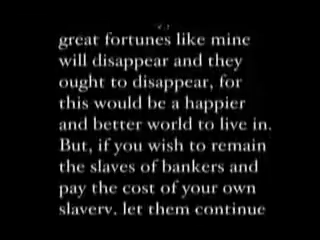 great fortunes like mine
will disappear and they
ought to disappear, for
this would be a happier
and better world to live in.
But, if you wish to remain
the slaves of bankers and
pay the cost of your own
slavery, let them continue